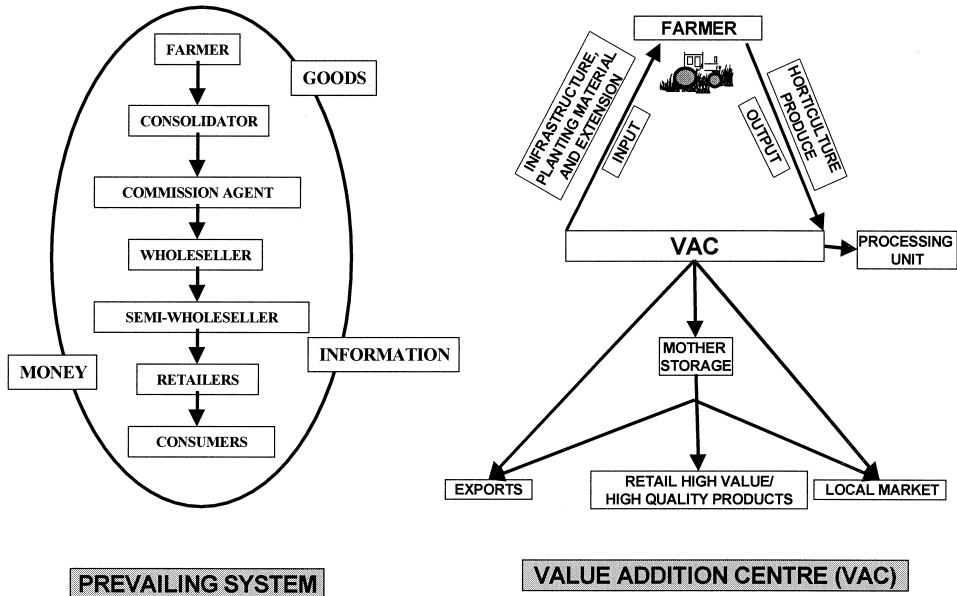 FARMER
GOODS
CONSOLIDATOR
COMMISSION AGENT
WHOLESELLER
SEMI-WHOLESELLER
INFORMATION
MONEY
RETAILERS
CONSUMERS
PREVAILING SYSTEM
FARMER
INFRASTRUCTURE,
PLANTING MATERIAL
AND EXTENSION
INPUT
OUTPUT
HORTICULTURE
PRODUCE
VAC
PROCESSING
UNIT
MOTHER
STORAGE
EXPORTS
RETAIL HIGH VALUE/
HIGH QUALITY PRODUCTS
LOCAL MARKET
VALUE ADDITION CENTRE (VAC)